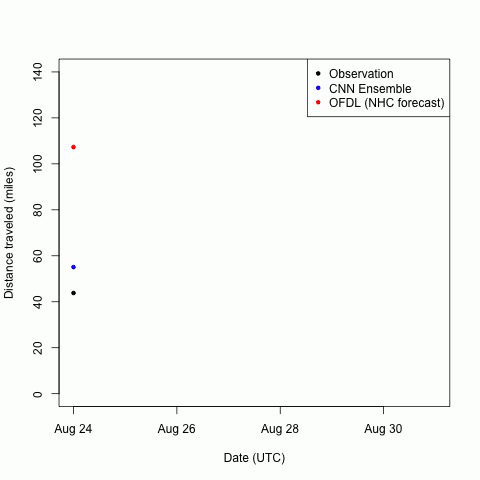 Observation
CNN Ensemble
OFDL (NHC forecast)
140
120
100
80
60
40
20
0
Distance traveled (miles)
Aug 24 Aug 26 Aug 28 Aug 30
Date (UTC)